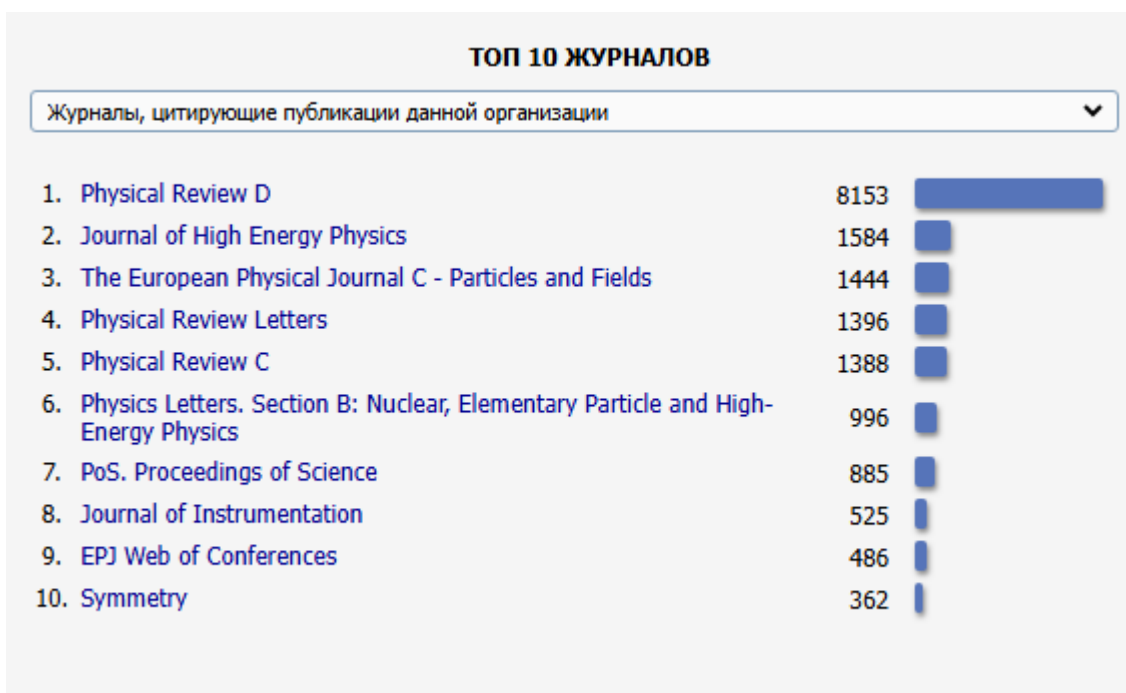 ТОП 10 ЖУРНАЛОВ
Журналы, цитирующие публикации данной организации
1. Physical Review D 8153
2. Journal of High Energy Physics 1584
3. The European Physical Journal C - Particles and Fields 1444
4. Physical Review Letters 1396
5. Physical Review C 1388
6. Physics Letters. Section B: Nuclear, Elementary Particle and High-
Energy Physics 996
7. PoS. Proceedings of Science 885
8. Journal of Instrumentation 525
9. EPJ Web of Conferences 486
10. Symmetry 362